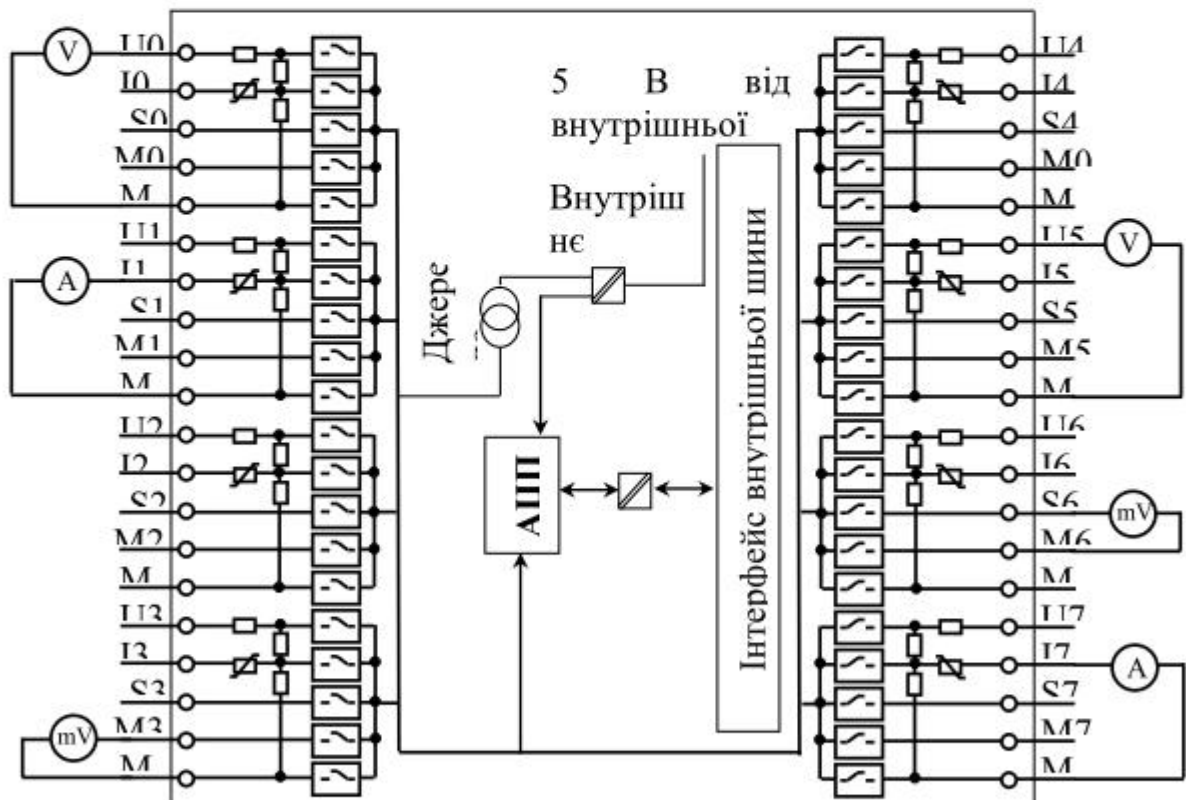 V
U0
I0
S0
M0
M
A
U1
I1
S1
M1
M
U2
I2
S2
M2
M
U3
I3
S3
mV
M3
M
5 В від
внутрішньої
Внутріш
нє
Джере
АПП
Інтерфейс внутрішньої шини
U4
I4
S4
M0
M
U5
V
I5
S5
M5
M
U6
I6
S6
mV
M6
M
U7
I7
A
S7
M7
M